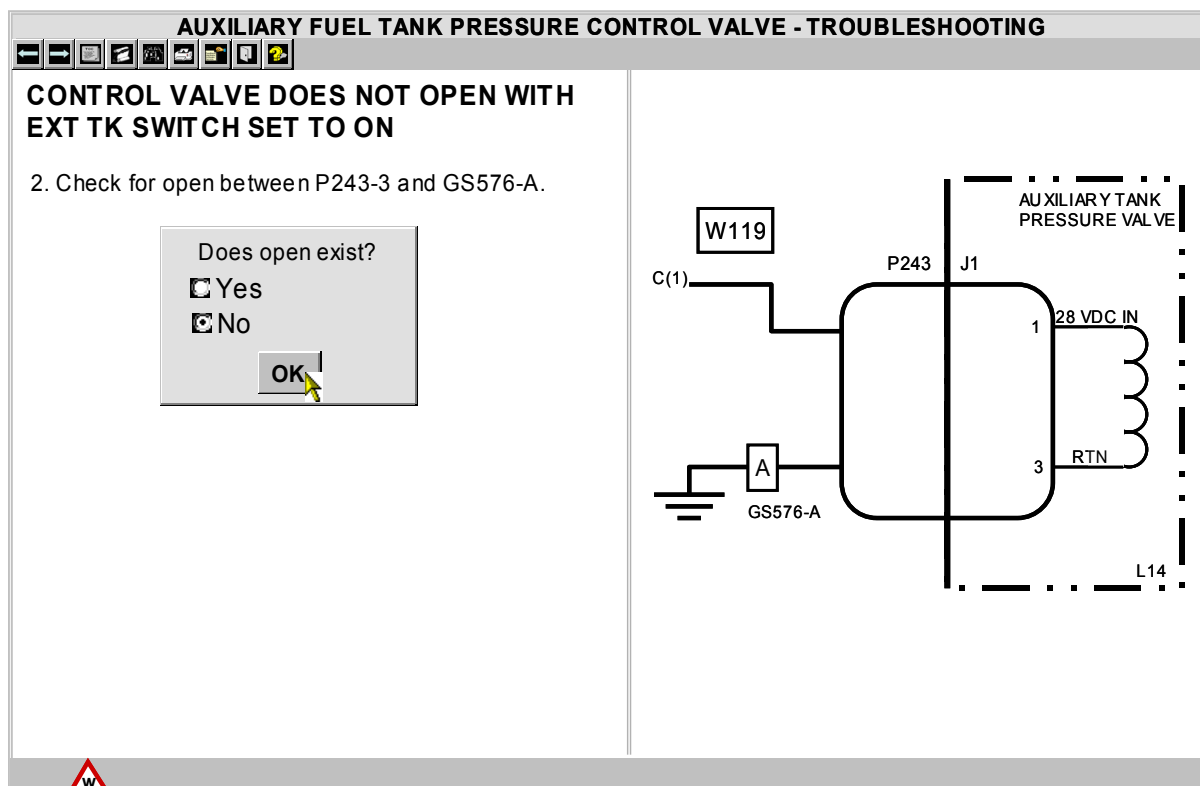 AUXILIARY FUEL TANK PRESSURE CONTROL VALVE - TROUBLESHOOTING
CONTROL VALVE DOES NOT OPEN WITH
EXT TK SWITCH SET TO ON
2. Check for open between P243-3 and GS576-A.
Does open exist?
Yes
No
OK
AUXILIARY TANK
PRESSURE VALVE
W119
P243
J1
C(1)
1
28 VDC IN
A
3
RTN
GS576-A
L14
W